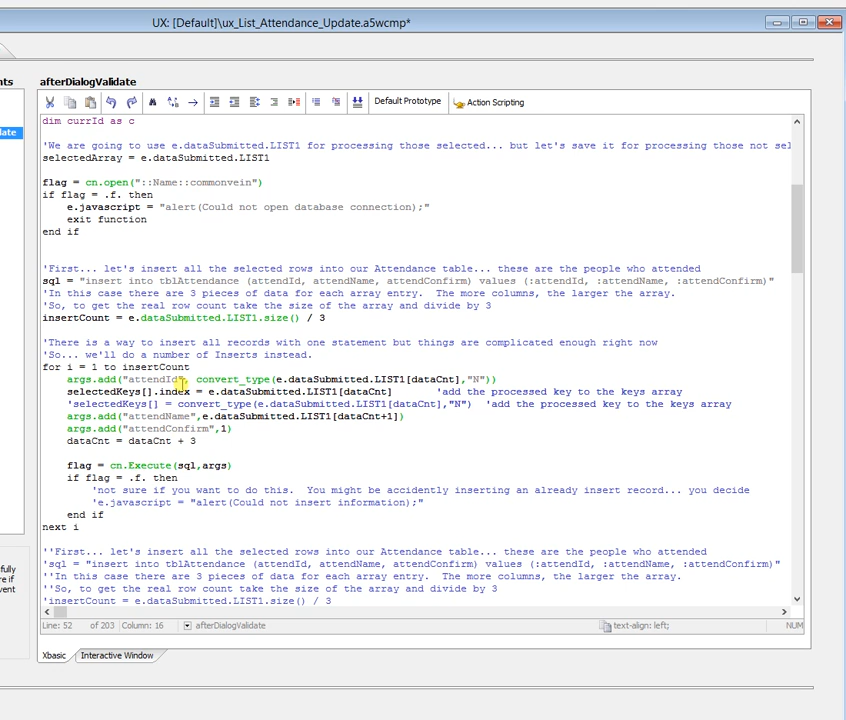 UX: [Default]\ux_List_Attendance_Update.a5wcmp*
nts
afterDialogValidate
Default Prototype
Action Scripting
date
dim currId as c
'We are going to use e.dataSubmitted.LIST1 for processing those selected... but let's save it for processing those not sel
selectedArray = e.dataSubmitted.LIST1
flag = cn.open("::Name::commonvein")
if flag = .f. then
e.javascript = "alert(Could not open database connection);"
exit function
end if
'First... let's insert all the selected rows into our Attendance table... these are the people who attended
sql = "insert into tblAttendance (attendId, attendName, attendConfirm) values (:attendId, :attendName, :attendConfirm)"
'In this case there are 3 pieces of data for each array entry.  The more columns, the larger the array.
'So, to get the real row count take the size of the array and divide by 3
insertCount = e.dataSubmitted.LIST1.size() / 3
'There is a way to insert all records with one statement but things are complicated enough right now
'So... we'll do a number of Inserts instead.
for i = 1 to insertCount
args.add("attendId", convert_type(e.dataSubmitted.LIST1[dataCnt],"N"))
selectedKeys[].index = e.dataSubmitted.LIST1[dataCnt] 'add the processed key to the keys array
'selectedKeys[] = convert_type(e.dataSubmitted.LIST1[dataCnt],"N") 'add the processed key to the keys array
args.add("attendName",e.dataSubmitted.LIST1[dataCnt+1])
args.add("attendConfirm",1)
dataCnt = dataCnt + 3
flag = cn.Execute(sql,args)
if flag = .f. then
'not sure if you want to do this.  You might be accidently inserting an already insert record... you decide
'e.javascript = "alert(Could not insert information);"
end if
next i
''First... let's insert all the selected rows into our Attendance table... these are the people who attended
'sql = "insert into tblAttendance (attendId, attendName, attendConfirm) values (:attendId, :attendName, :attendConfirm)"
''In this case there are 3 pieces of data for each array entry.  The more columns, the larger the array.
''So, to get the real row count take the size of the array and divide by 3
'insertCount = e.dataSubmitted.LIST1.size() / 3
fully
re if
vent
Line: 52 of 203 Column: 16 afterDialogValidate text-align: left; NUM
Xbasic Interactive Window